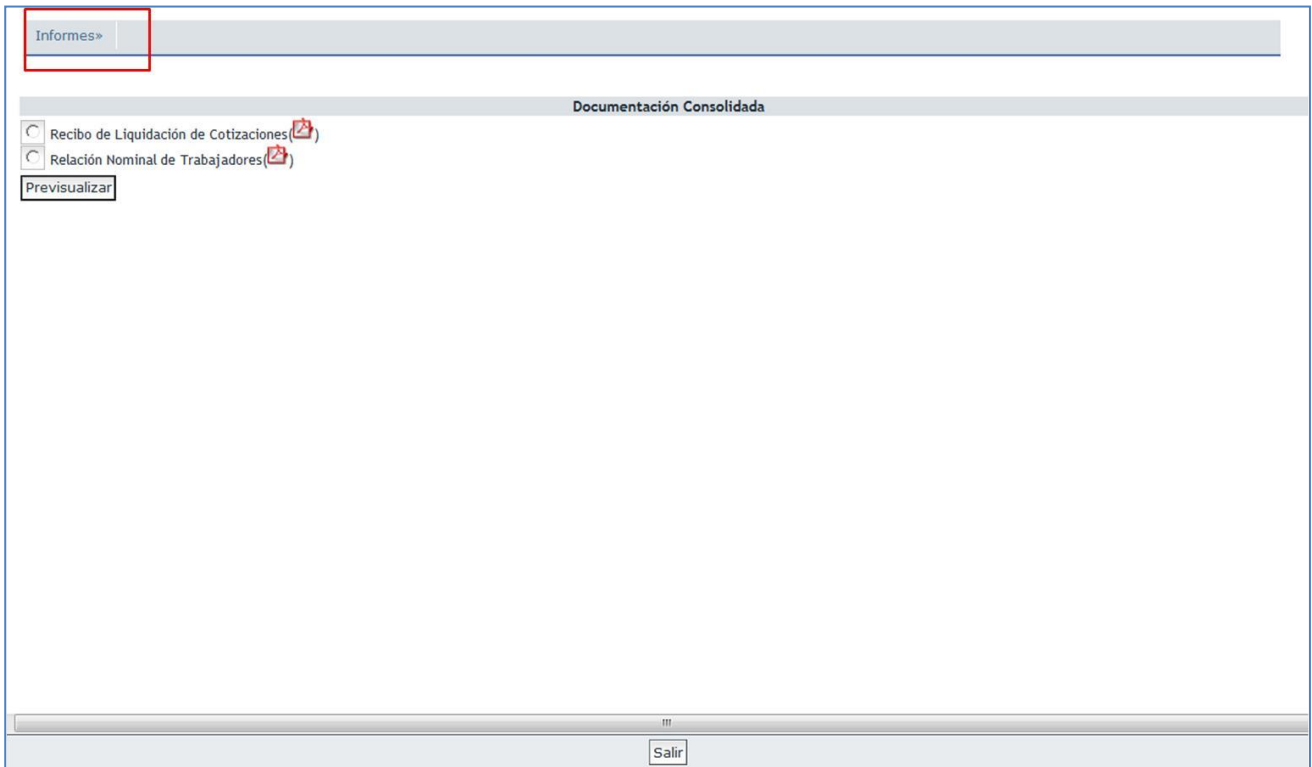 Informes»
Documentación Consolidada
Recibo de Liquidación de Cotizaciones( )
Relación Nominal de Trabajadores( )
Previsualizar
Salir